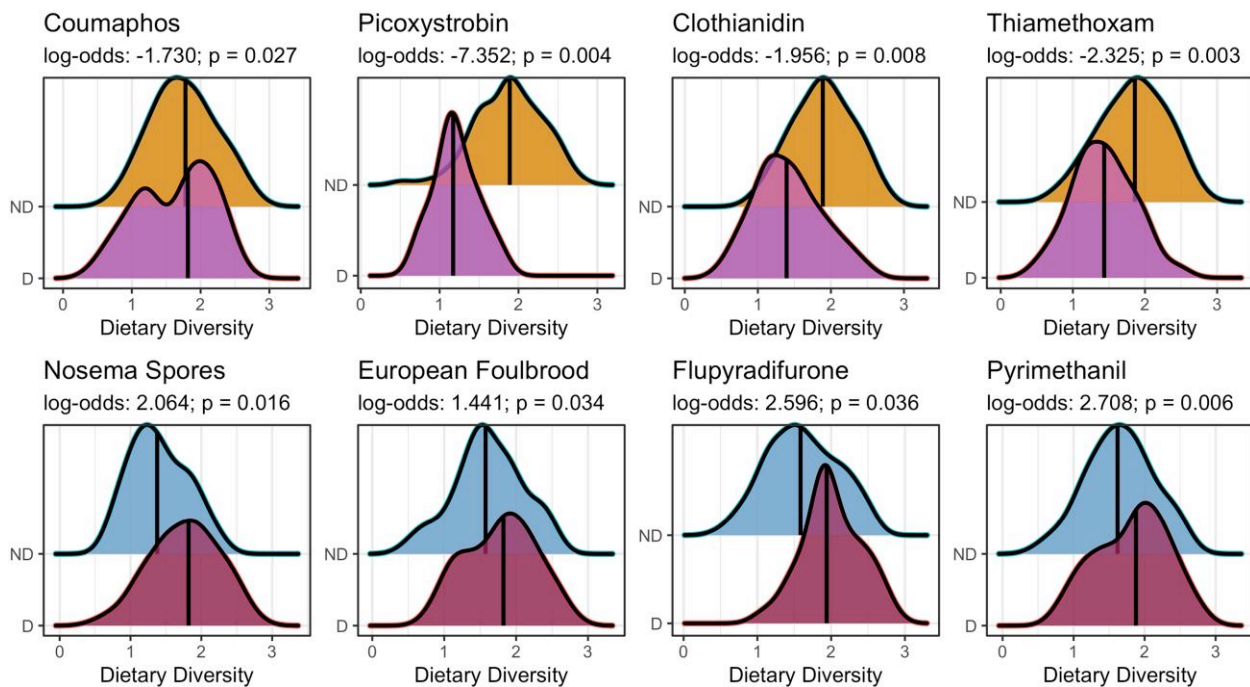 Coumaphos
log-odds: -1.730; p = 0.027
ND
D
0 1 2 3
Dietary Diversity
Picoxystrobin
log-odds: -7.352; p = 0.004
ND
D
0 1 2 3
Dietary Diversity
Clothianidin
log-odds: -1.956; p = 0.008
ND
D
0 1 2 3
Dietary Diversity
Thiamethoxam
log-odds: -2.325; p = 0.003
ND
D
0 1 2 3
Dietary Diversity
Nosema Spores
log-odds: 2.064; p = 0.016
ND
D
0 1 2 3
Dietary Diversity
European Foulbrood
log-odds: 1.441; p = 0.034
ND
D
0 1 2 3
Dietary Diversity
Flupyradifurone
log-odds: 2.596; p = 0.036
ND
D
0 1 2 3
Dietary Diversity
Pyrimethanil
log-odds: 2.708; p = 0.006
ND
D
0 1 2 3
Dietary Diversity